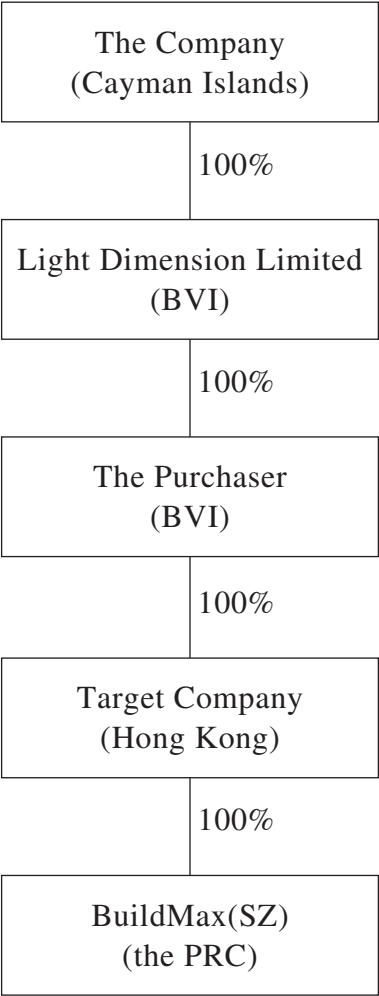 The Company
(Cayman Islands)
100%
Light Dimension Limited
(BVI)
100%
The Purchaser
(BVI)
100%
Target Company
(Hong Kong)
100%
BuildMax(SZ)
(the PRC)